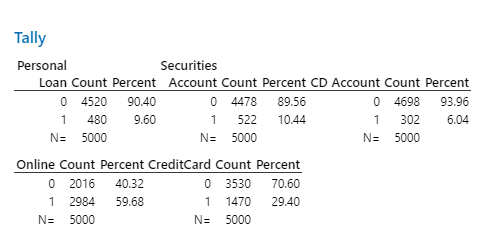 Tally
Personal Securities
Loan Count Percent Account Count Percent CD Account Count Percent
0 4520 90.40 0 4478 89.56 0 4698 93.96
1 480 9.60 1 522 10.44 1 302 6.04
N= 5000 N= 5000 N= 5000
Online Count Percent CreditCard Count Percent
0 2016 40.32 0 3530 70.60
1 2984 59.68 1 1470 29.40
N= 5000 N= 5000